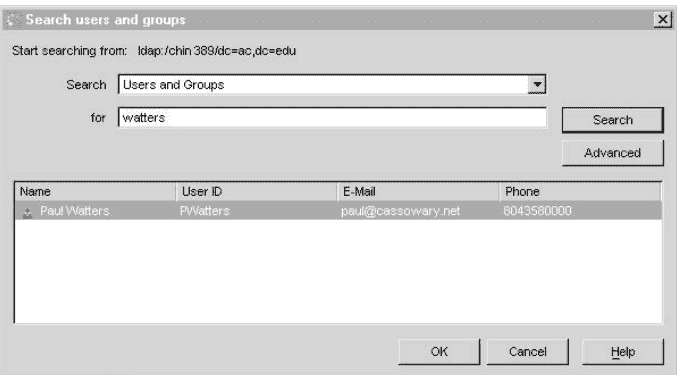 Search users and groups
Start searching from: ldap:/chin 389/dc=ac,dc=edu
Search Users and Groups
for watters
Search
Advanced
Name User ID E-Mail Phone
Paul Watters PWatters paul@cassowary.net 8043580000
OK Cancel Help